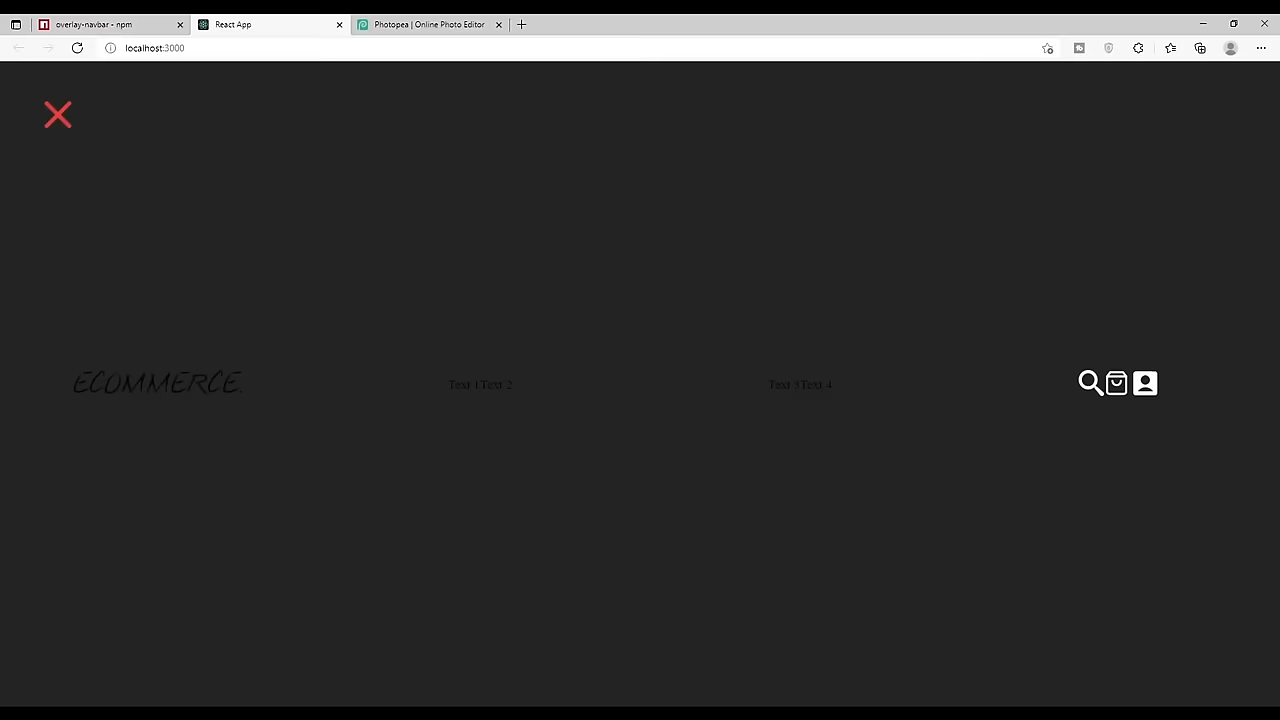 overlay-navbar - npm
React App
Photopea | Online Photo Editor
localhost:3000
ECOMMERCE.
Text 1Text 2
Text 3Text 4